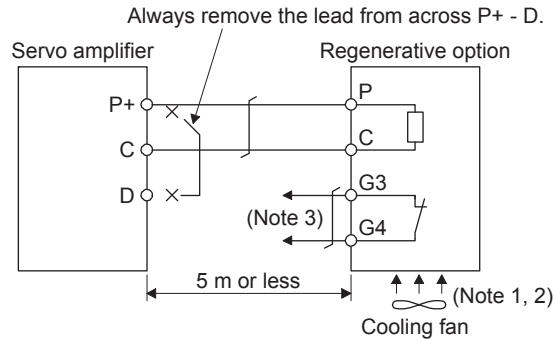 Always remove the lead from across P+ - D.
Servo amplifier
Regenerative option
P+
P
C
C
D
G3
(Note 3)
G4
5 m or less
(Note 1, 2)
Cooling fan